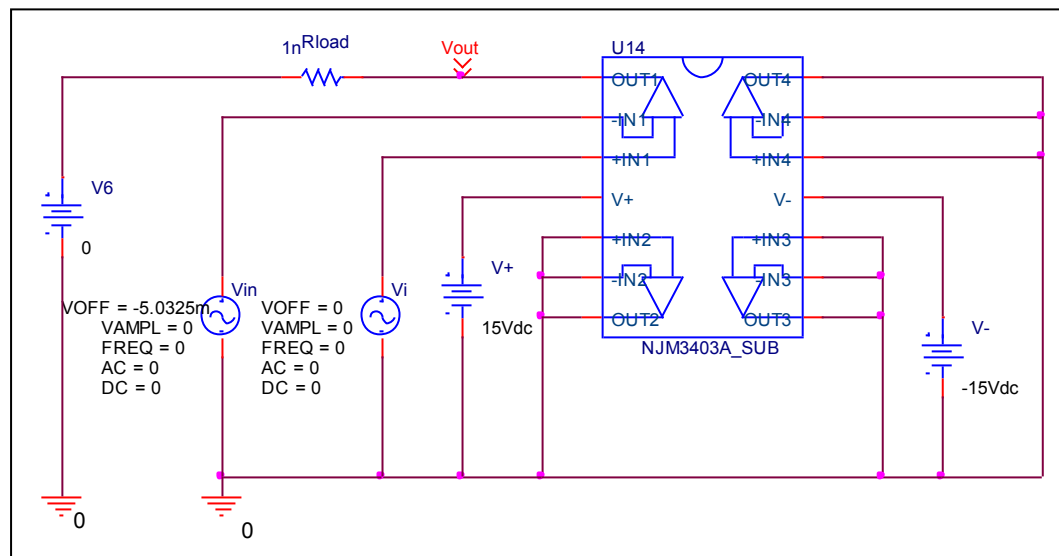 1n
Rload
Vout
U14
OUT1
OUT4
-IN1
-IN4
+IN1
+IN4
V6
V+
V-
0
+IN2
+IN3
V+
-IN2
-IN3
Vin
Vi
VOFF = -5.0325m
VAMPL = 0
FREQ = 0
AC = 0
DC = 0
VOFF = 0
VAMPL = 0
FREQ = 0
AC = 0
DC = 0
15Vdc
OUT2
OUT3
NJM3403A_SUB
V-
-15Vdc
0
0